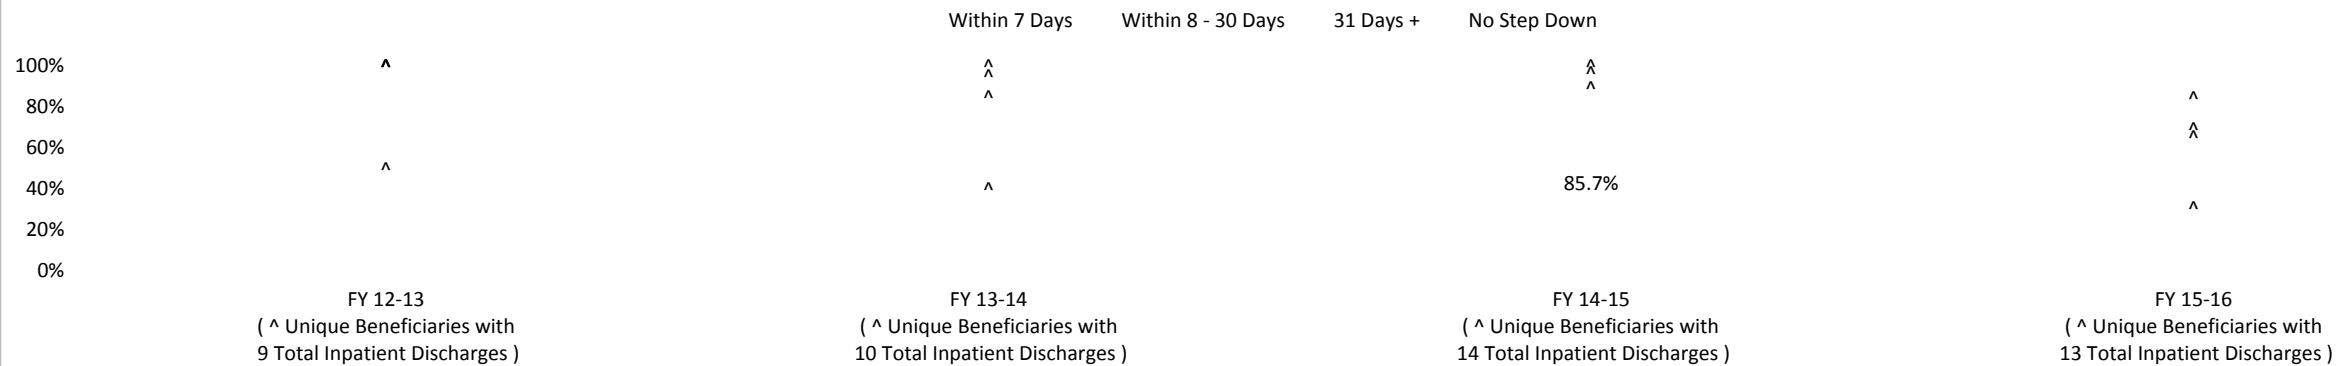 Within 7 Days Within 8 - 30 Days 31 Days + No Step Down
100% ^ ^ ^
^ ^
^ ^ ^
80%
^
60% ^
^
40% ^ 85.7%
^
20%
0%
FY 12-13 FY 13-14 FY 14-15 FY 15-16
( ^ Unique Beneficiaries with ( ^ Unique Beneficiaries with ( ^ Unique Beneficiaries with ( ^ Unique Beneficiaries with
9 Total Inpatient Discharges ) 10 Total Inpatient Discharges ) 14 Total Inpatient Discharges ) 13 Total Inpatient Discharges )